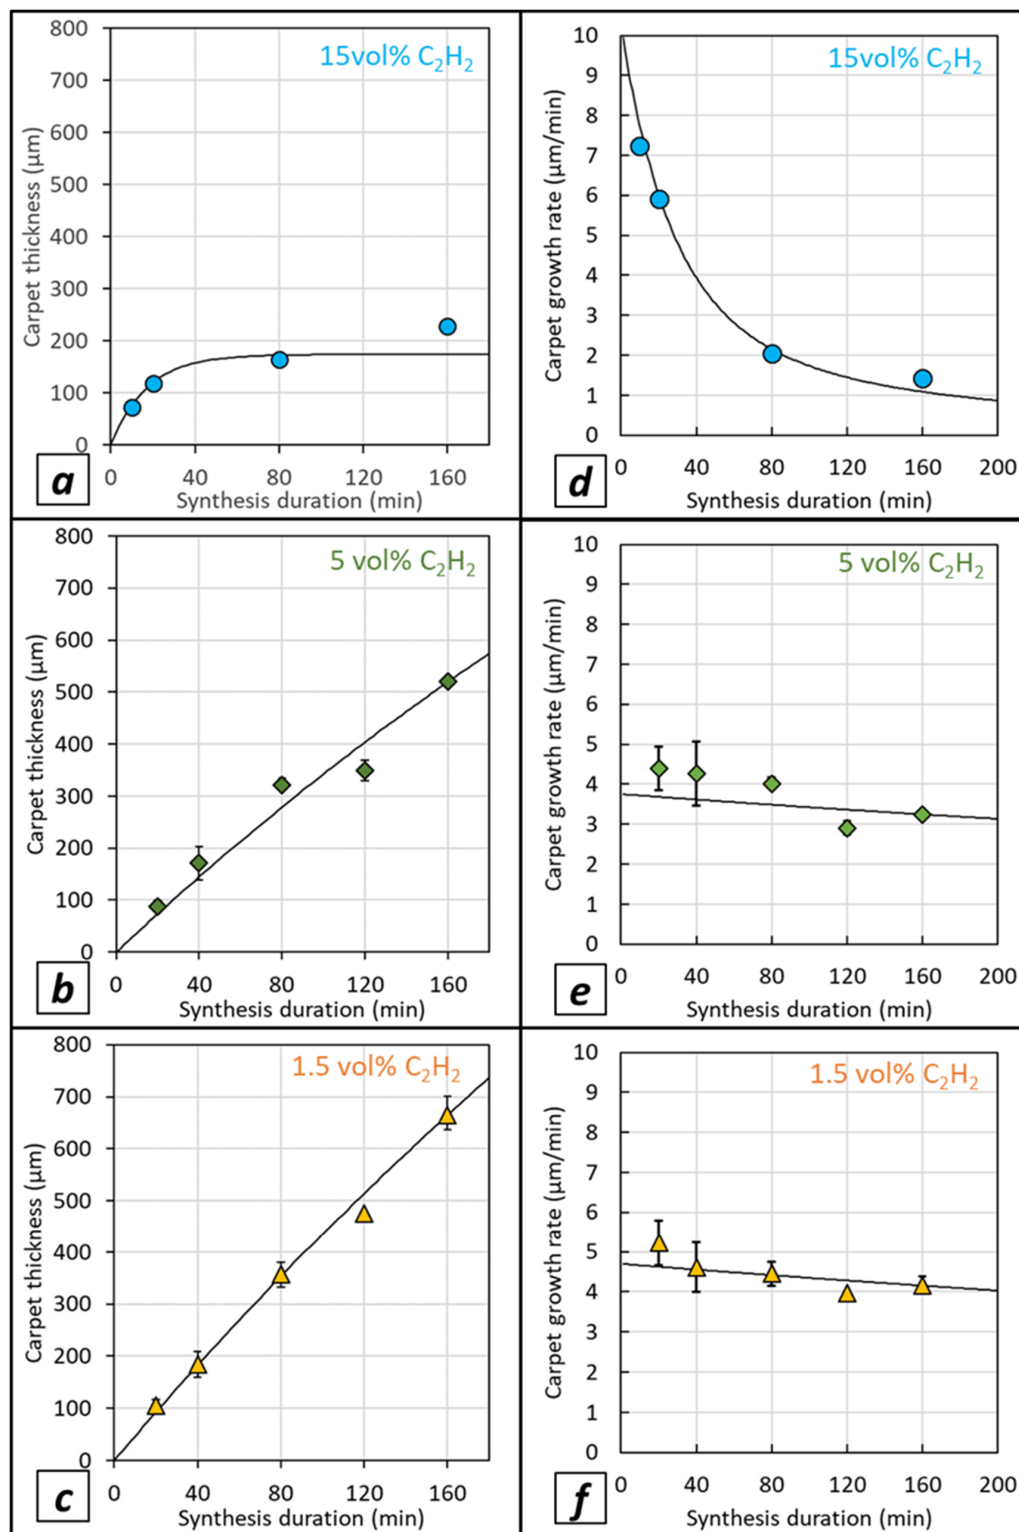 15vol% C₂H₂
Carpet thickness (µm)
800
700
600
500
400
300
200
100
0
0 40 80 120 160
Synthesis duration (min)
a
15vol% C₂H₂
Carpet growth rate (µm/min)
10
9
8
7
6
5
4
3
2
1
0
0 40 80 120 160 200
Synthesis duration (min)
d
5 vol% C₂H₂
Carpet thickness (µm)
800
700
600
500
400
300
200
100
0
0 40 80 120 160
Synthesis duration (min)
b
5 vol% C₂H₂
Carpet growth rate (µm/min)
10
9
8
7
6
5
4
3
2
1
0
0 40 80 120 160 200
Synthesis duration (min)
e
1.5 vol% C₂H₂
Carpet thickness (µm)
800
700
600
500
400
300
200
100
0
0 40 80 120 160
Synthesis duration (min)
c
1.5 vol% C₂H₂
Carpet growth rate (µm/min)
10
9
8
7
6
5
4
3
2
1
0
0 40 80 120 160 200
Synthesis duration (min)
f